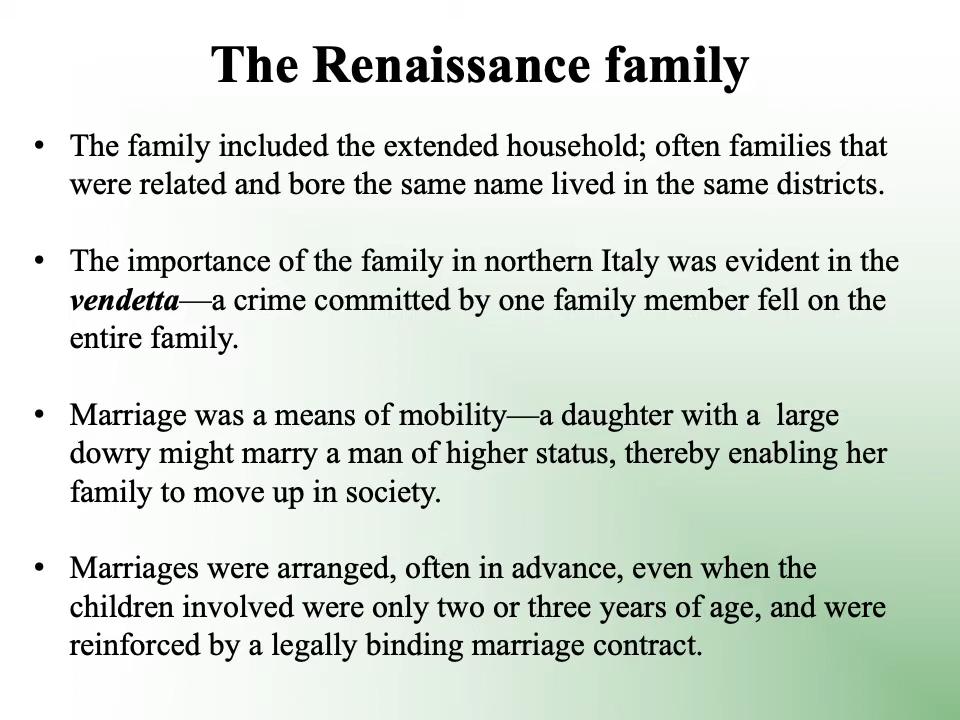 The Renaissance family
• The family included the extended household; often families that
were related and bore the same name lived in the same districts.
• The importance of the family in northern Italy was evident in the
vendetta—a crime committed by one family member fell on the
entire family.
• Marriage was a means of mobility—a daughter with a  large
dowry might marry a man of higher status, thereby enabling her
family to move up in society.
• Marriages were arranged, often in advance, even when the
children involved were only two or three years of age, and were
reinforced by a legally binding marriage contract.